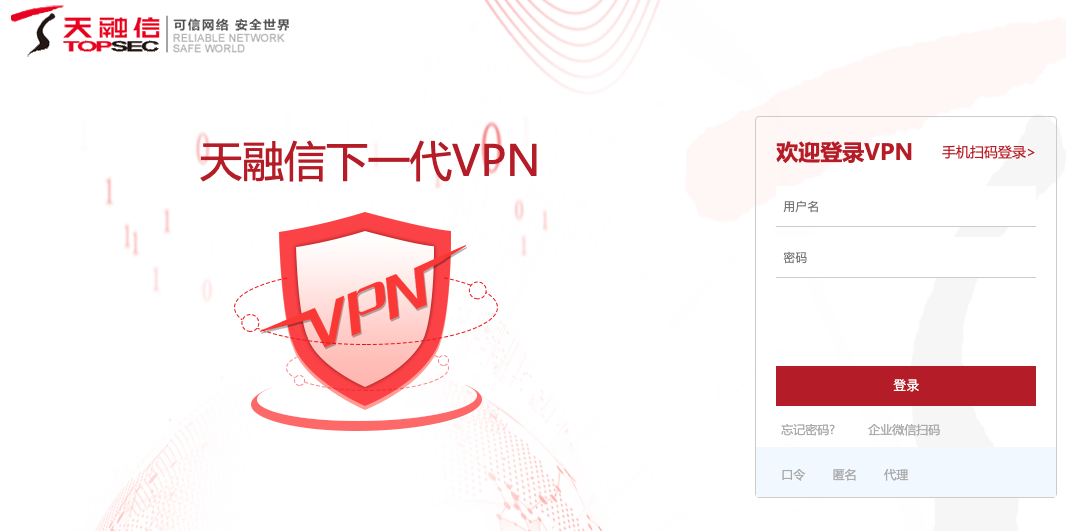 天融信
TOPSEC
可信网络 安全世界
RELIABLE NETWORK
SAFE WORLD
天融信下一代VPN
VPN
欢迎登录VPN
手机扫码登录>
用户名
密码
登录
忘记密码?
企业微信扫码
口令
匿名
代理